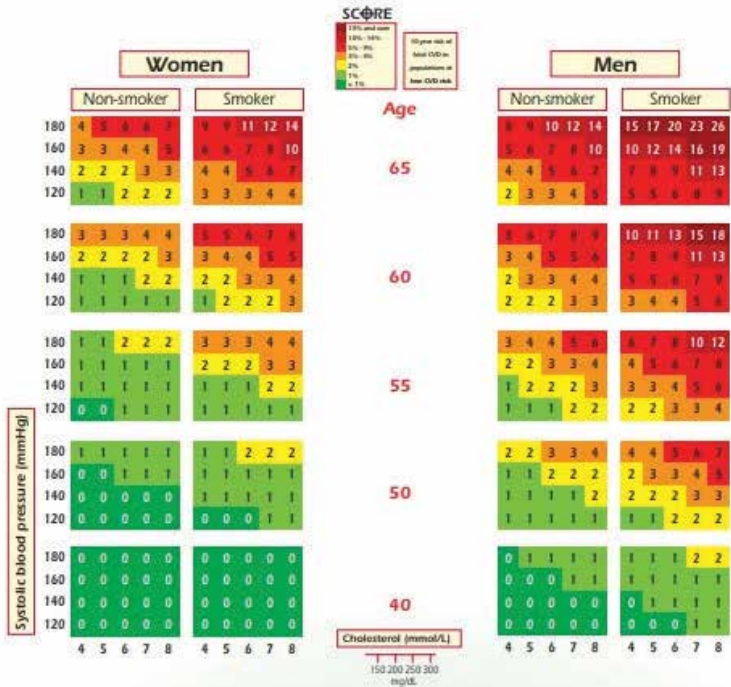 SCORE
15% and over
10% - 14%
5% - 9%
3% - 4%
2%
1%
< 1%
10-year risk of
fatal CVD in
populations at
low CVD risk
Women
Men
Non-smoker
Smoker
Age
Non-smoker
Smoker
180 4 5 6 6 7 9 9 11 12 14 8 9 10 12 14 15 17 20 23 26
160 3 3 4 4 5 6 6 7 8 10 5 6 7 8 10 10 12 14 16 19
140 2 2 2 3 3 4 4 5 6 7 4 4 5 6 7 7 8 9 11 13
120 1 1 2 2 2 3 3 3 4 4 2 3 3 4 5 5 5 6 8 9
65
180 3 3 3 4 4 5 5 6 7 8 5 6 7 8 9 10 11 13 15 18
160 2 2 2 2 3 3 4 4 5 5 3 4 5 5 6 7 8 9 11 13
140 1 1 1 2 2 2 2 3 3 4 2 3 3 4 4 5 5 6 7 9
120 1 1 1 1 1 1 2 2 2 3 2 2 2 3 3 3 4 4 5 6
60
180 1 1 2 2 2 3 3 3 4 4 3 4 4 5 6 6 7 8 10 12
160 1 1 1 1 1 2 2 2 3 3 2 2 3 3 4 4 5 6 7 8
140 1 1 1 1 1 1 1 1 2 2 1 2 2 2 3 3 3 4 5 6
120 0 0 1 1 1 1 1 1 1 1 1 1 1 2 2 2 2 3 3 4
55
180 1 1 1 1 1 1 1 2 2 2 2 2 3 3 4 4 4 5 6 7
160 0 0 1 1 1 1 1 1 1 1 1 1 2 2 2 2 3 3 4 5
140 0 0 0 0 0 1 1 1 1 1 1 1 1 1 2 2 2 2 3 3
120 0 0 0 0 0 0 0 0 1 1 1 1 1 1 1 1 1 2 2 2
50
180 0 0 0 0 0 0 0 0 0 0 0 1 1 1 1 1 1 1 2 2
160 0 0 0 0 0 0 0 0 0 0 0 0 0 1 1 1 1 1 1 1
140 0 0 0 0 0 0 0 0 0 0 0 0 0 0 0 0 1 1 1 1
120 0 0 0 0 0 0 0 0 0 0 0 0 0 0 0 0 0 0 1 1
40
4 5 6 7 8 4 5 6 7 8 4 5 6 7 8 4 5 6 7 8
Systolic blood pressure (mmHg)
Cholesterol (mmol/L)
150 200 250 300
mg/dL